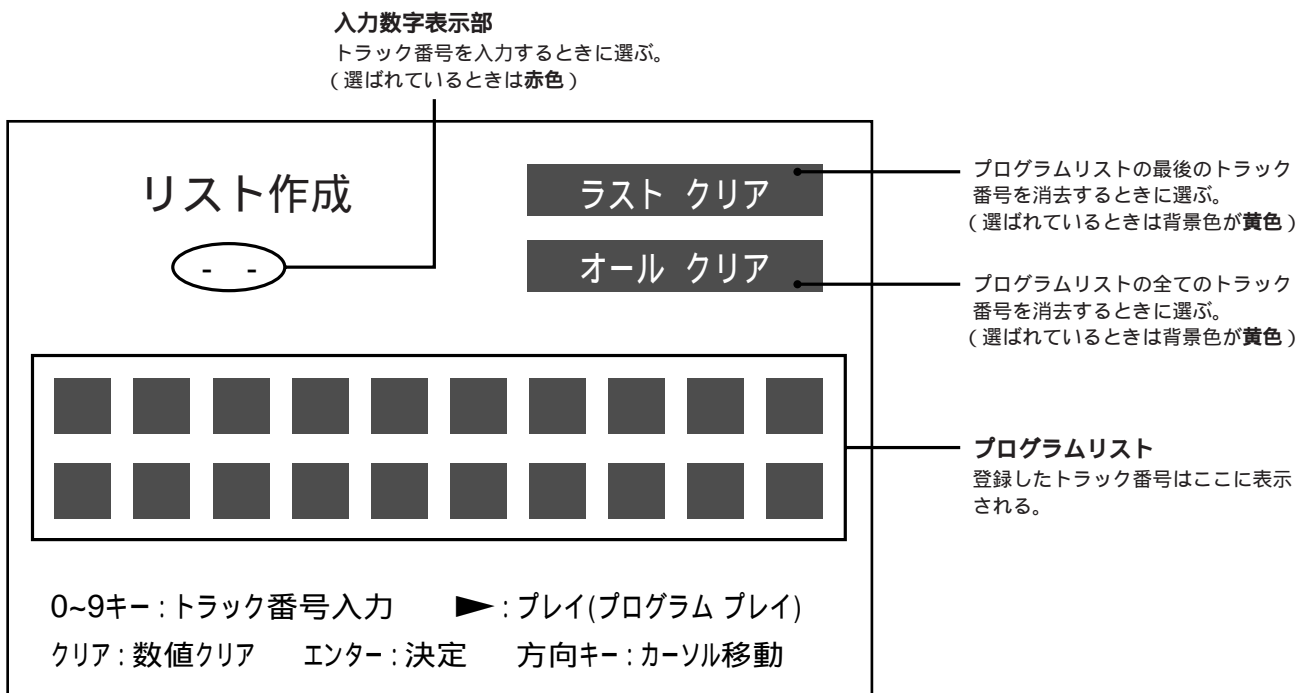 入力数字表示部
トラック番号を入力するときに選ぶ。
(選ばれているときは赤色)
リスト作成
- -
ラスト クリア
オール クリア
プログラムリストの最後のトラック
番号を消去するときに選ぶ。
(選ばれているときは背景色が黄色)
プログラムリストの全てのトラック
番号を消去するときに選ぶ。
(選ばれているときは背景色が黄色)
プログラムリスト
登録したトラック番号はここに表示
される。
0~9キー:トラック番号入力 ►:プレイ(プログラム プレイ)
クリア:数値クリア エンター:決定 方向キー:カーソル移動